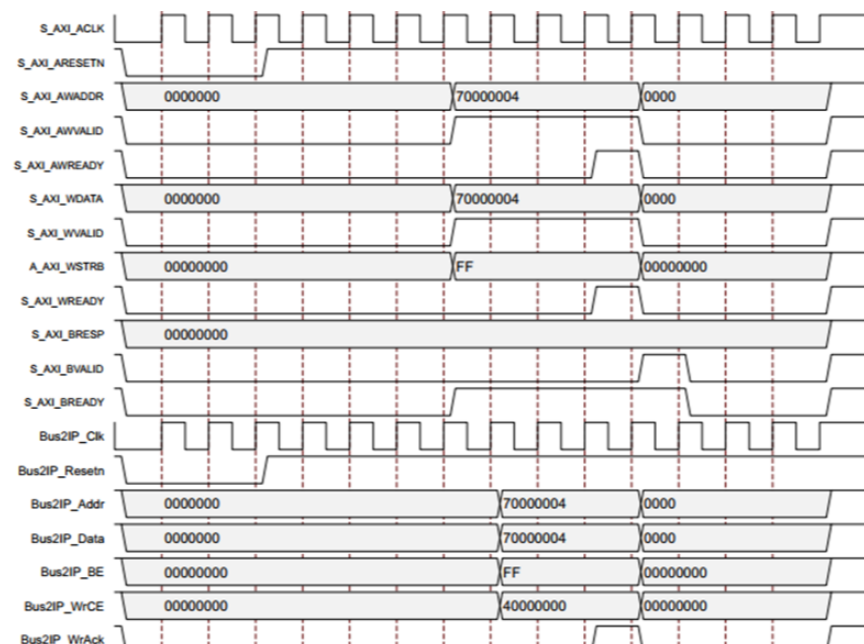 S_AXI_ACLK
S_AXI_ARESETN
S_AXI_AWADDR 0000000 70000004 0000
S_AXI_AWVALID
S_AXI_AWREADY
S_AXI_WDATA 0000000 70000004 0000
S_AXI_WVALID
A_AXI_WSTRB 00000000 FF 00000000
S_AXI_WREADY
S_AXI_BRESP 00000000
S_AXI_BVALID
S_AXI_BREADY
Bus2IP_Clk
Bus2IP_Resetn
Bus2IP_Addr 0000000 70000004 0000
Bus2IP_Data 0000000 70000004 0000
Bus2IP_BE 00000000 FF 00000000
Bus2IP_WrCE 00000000 40000000 00000000
Bus2IP_WrAck